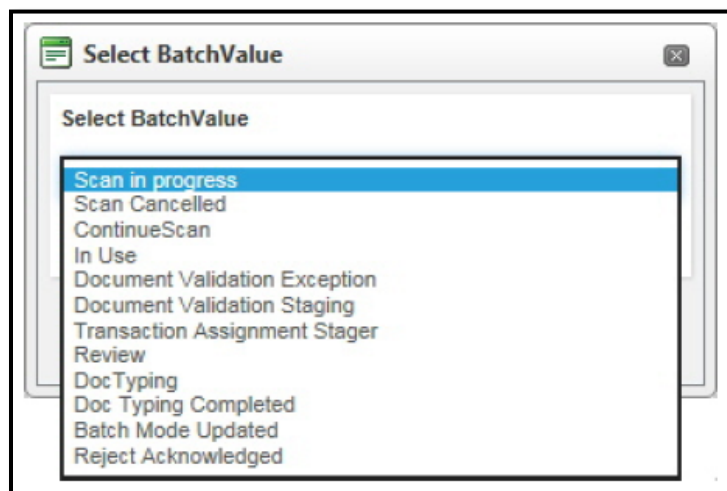 Select BatchValue
Select BatchValue
Scan in progress
Scan Cancelled
ContinueScan
In Use
Document Validation Exception
Document Validation Staging
Transaction Assignment Stager
Review
DocTyping
Doc Typing Completed
Batch Mode Updated
Reject Acknowledged